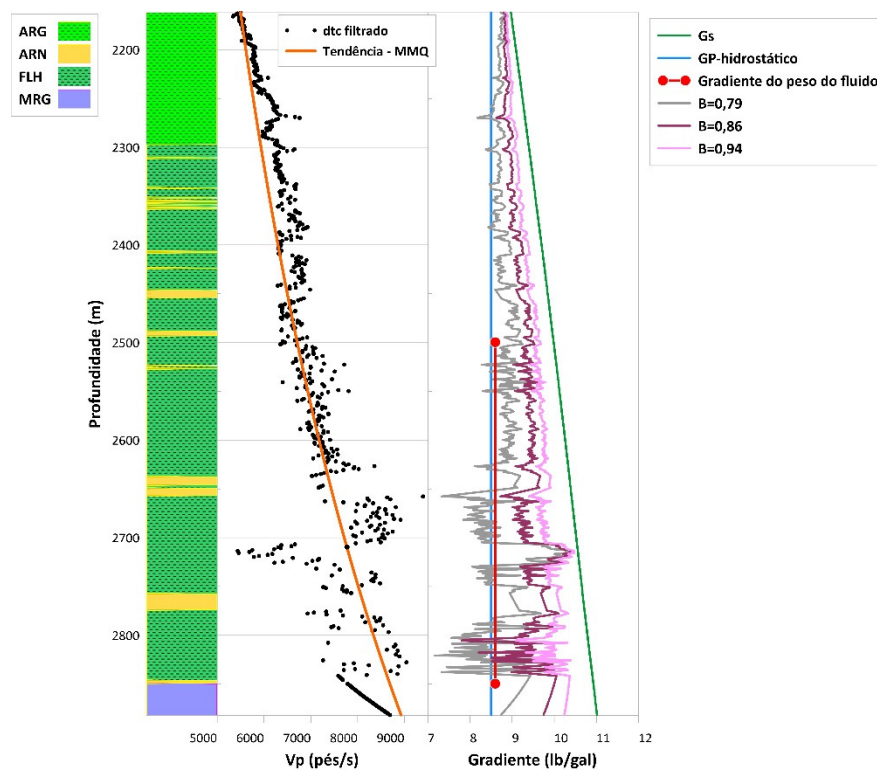 ARG
ARN
FLH
MRG
dtc filtrado
Tendência - MMQ
Gs
GP-hidrostático
Gradiente do peso do fluido
B=0,79
B=0,86
B=0,94
Profundidade (m)
2200
2300
2400
2500
2600
2700
2800
5000 6000 7000 8000 9000
7 8 9 10 11 12
Vp (pés/s)
Gradiente (lb/gal)